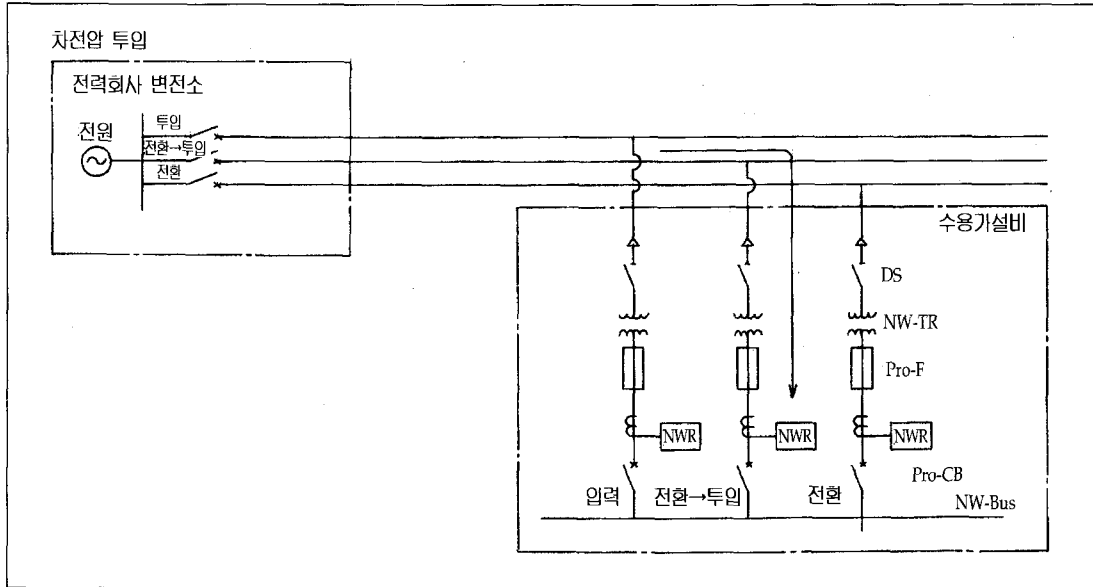 차전압 투입
전력회사 변전소
전원
투입
전환→투입
전환
수용가설비
DS
NW-TR
Pro-F
NWR
NWR
NWR
Pro-CB
입력
전환→투입
전환
NW-Bus